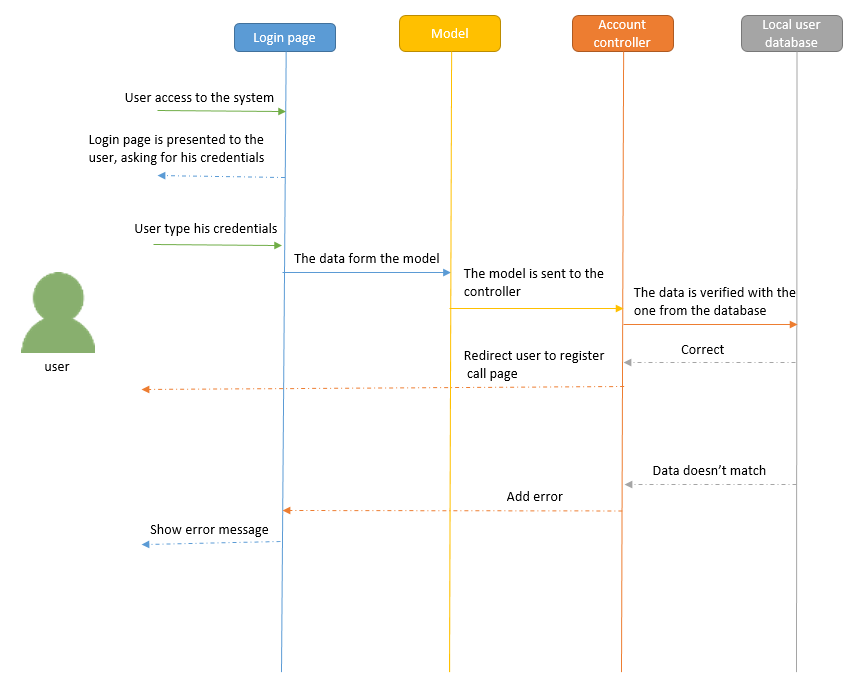 Login page
Model
Account
controller
Local user
database
User access to the system
Login page is presented to the
user, asking for his credentials
User type his credentials
The data form the model
The model is sent to the
controller
The data is verified with the
one from the database
Correct
Redirect user to register
call page
user
Data doesn't match
Add error
Show error message